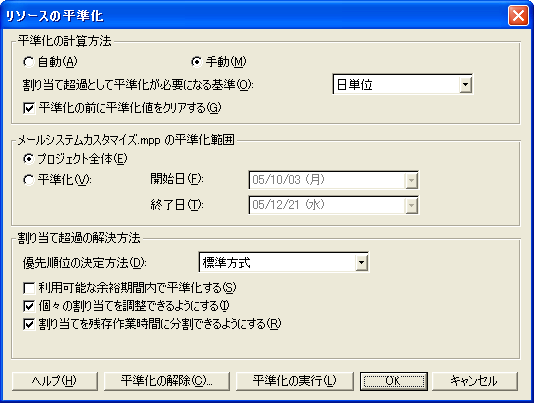 リソースの平準化
平準化の計算方法
自動(A)
手動(M)
割り当て超過として平準化が必要になる基準(O):
日単位
平準化の前に平準化値をクリアする(G)
メールシステムカスタマイズ.mpp の平準化範囲
プロジェクト全体(E)
平準化(V):
開始日(F):
05/10/03 (月)
終了日(T):
05/12/21 (水)
割り当て超過の解決方法
優先順位の決定方法(D):
標準方式
利用可能な余裕期間内で平準化する(S)
個々の割り当てを調整できるようにする(I)
割り当てを残存作業時間に分割できるようにする(R)
ヘルプ(H)
平準化の解除(C)...
平準化の実行(L)
OK
キャンセル